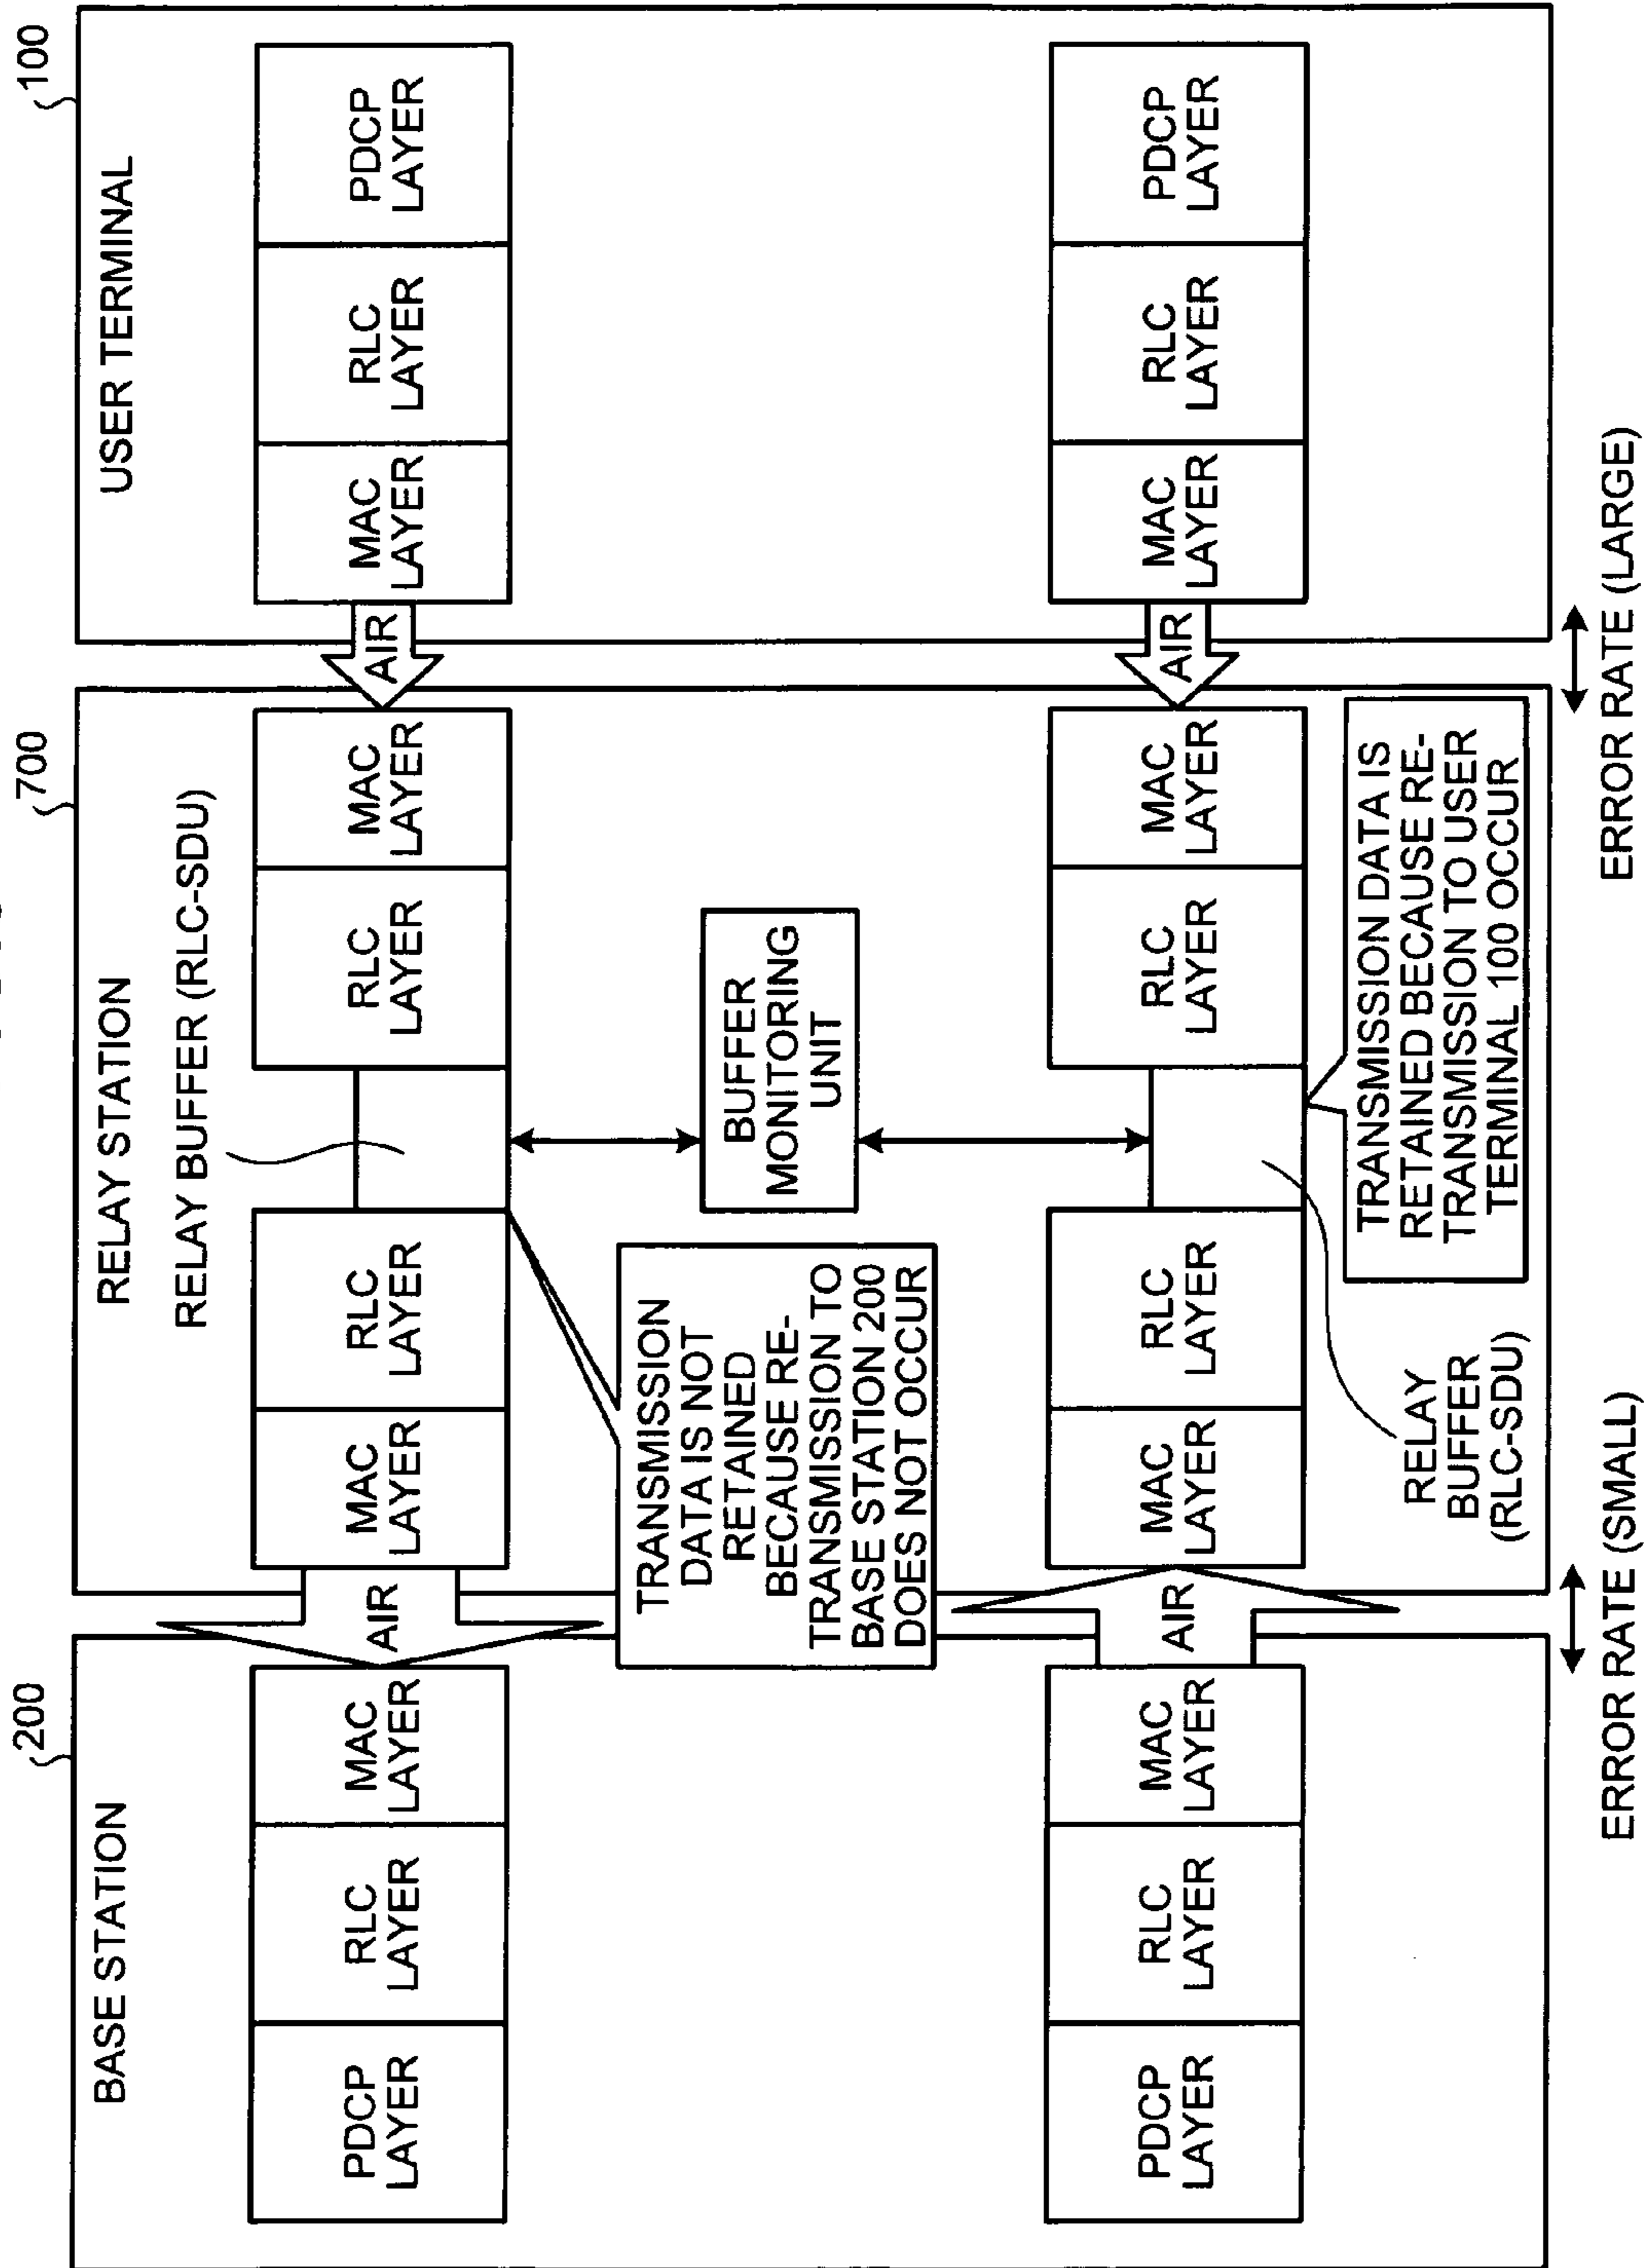 200
BASE STATION
PDCP
LAYER
RLC
LAYER
MAC
LAYER
PDCP
LAYER
RLC
LAYER
MAC
LAYER
AIR
AIR
ERROR RATE (SMALL)
700
RELAY STATION
RELAY BUFFER (RLC-SDU)
MAC
LAYER
RLC
LAYER
RLC
LAYER
MAC
LAYER
TRANSMISSION
DATA IS NOT
RETAINED
BECAUSE RE-
TRANSMISSION TO
BASE STATION 200
DOES NOT OCCUR
BUFFER
MONITORING
UNIT
MAC
LAYER
RLC
LAYER
RLC
LAYER
MAC
LAYER
RELAY
BUFFER
(RLC-SDU)
TRANSMISSION DATA IS
RETAINED BECAUSE RE-
TRANSMISSION TO USER
TERMINAL 100 OCCUR
AIR
AIR
ERROR RATE (LARGE)
100
USER TERMINAL
MAC
LAYER
RLC
LAYER
PDCP
LAYER
MAC
LAYER
RLC
LAYER
PDCP
LAYER